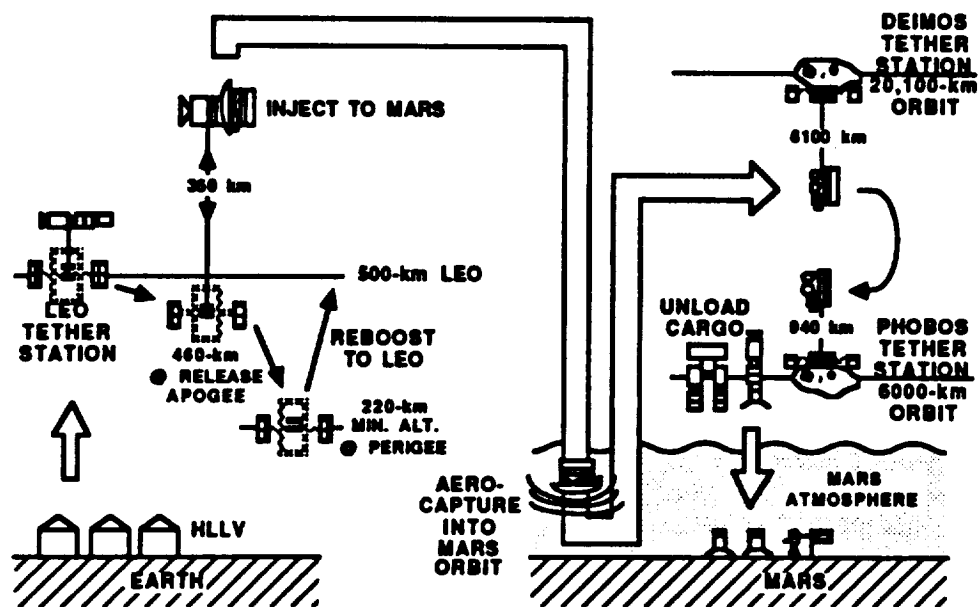 INJECT TO MARS
360 km
500-km LEO
LEO
TETHER
STATION
460-km
@ RELEASE
APOGEE
REBOOST
TO LEO
220-km
MIN. ALT.
@ PERIGEE
HLLV
EARTH
AERO-
CAPTURE
INTO
MARS
ORBIT
DEIMOS
TETHER
STATION
20,100-km
ORBIT
6100 km
940 km
UNLOAD
CARGO
PHOBOS
TETHER
STATION
6000-km
ORBIT
MARS
ATMOSPHERE
MARS